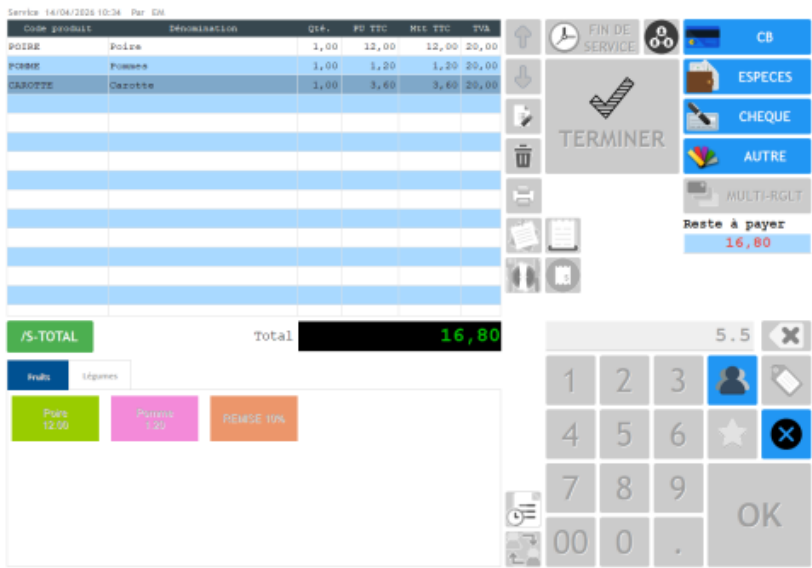 Service 14/04/2026 10:34 Par EM
Code produit Dénomination Qté. PU TTC Mtt TTC TVA
POIRE Poire 1,00 12,00 12,00 20,00
POMME Pommes 1,00 1,20 1,20 20,00
CAROTTE Carotte 1,00 3,60 3,60 20,00
FIN DE SERVICE
TERMINER
CB
ESPECES
CHEQUE
AUTRE
MULTI-RGLT
Reste à payer
16,80
/S-TOTAL Total 16,80
Fruits Légumes
Poire 12.00
Pomme 1.20
REMISE 10%
5.5
1 2 3
4 5 6
7 8 9
00 0 .
OK